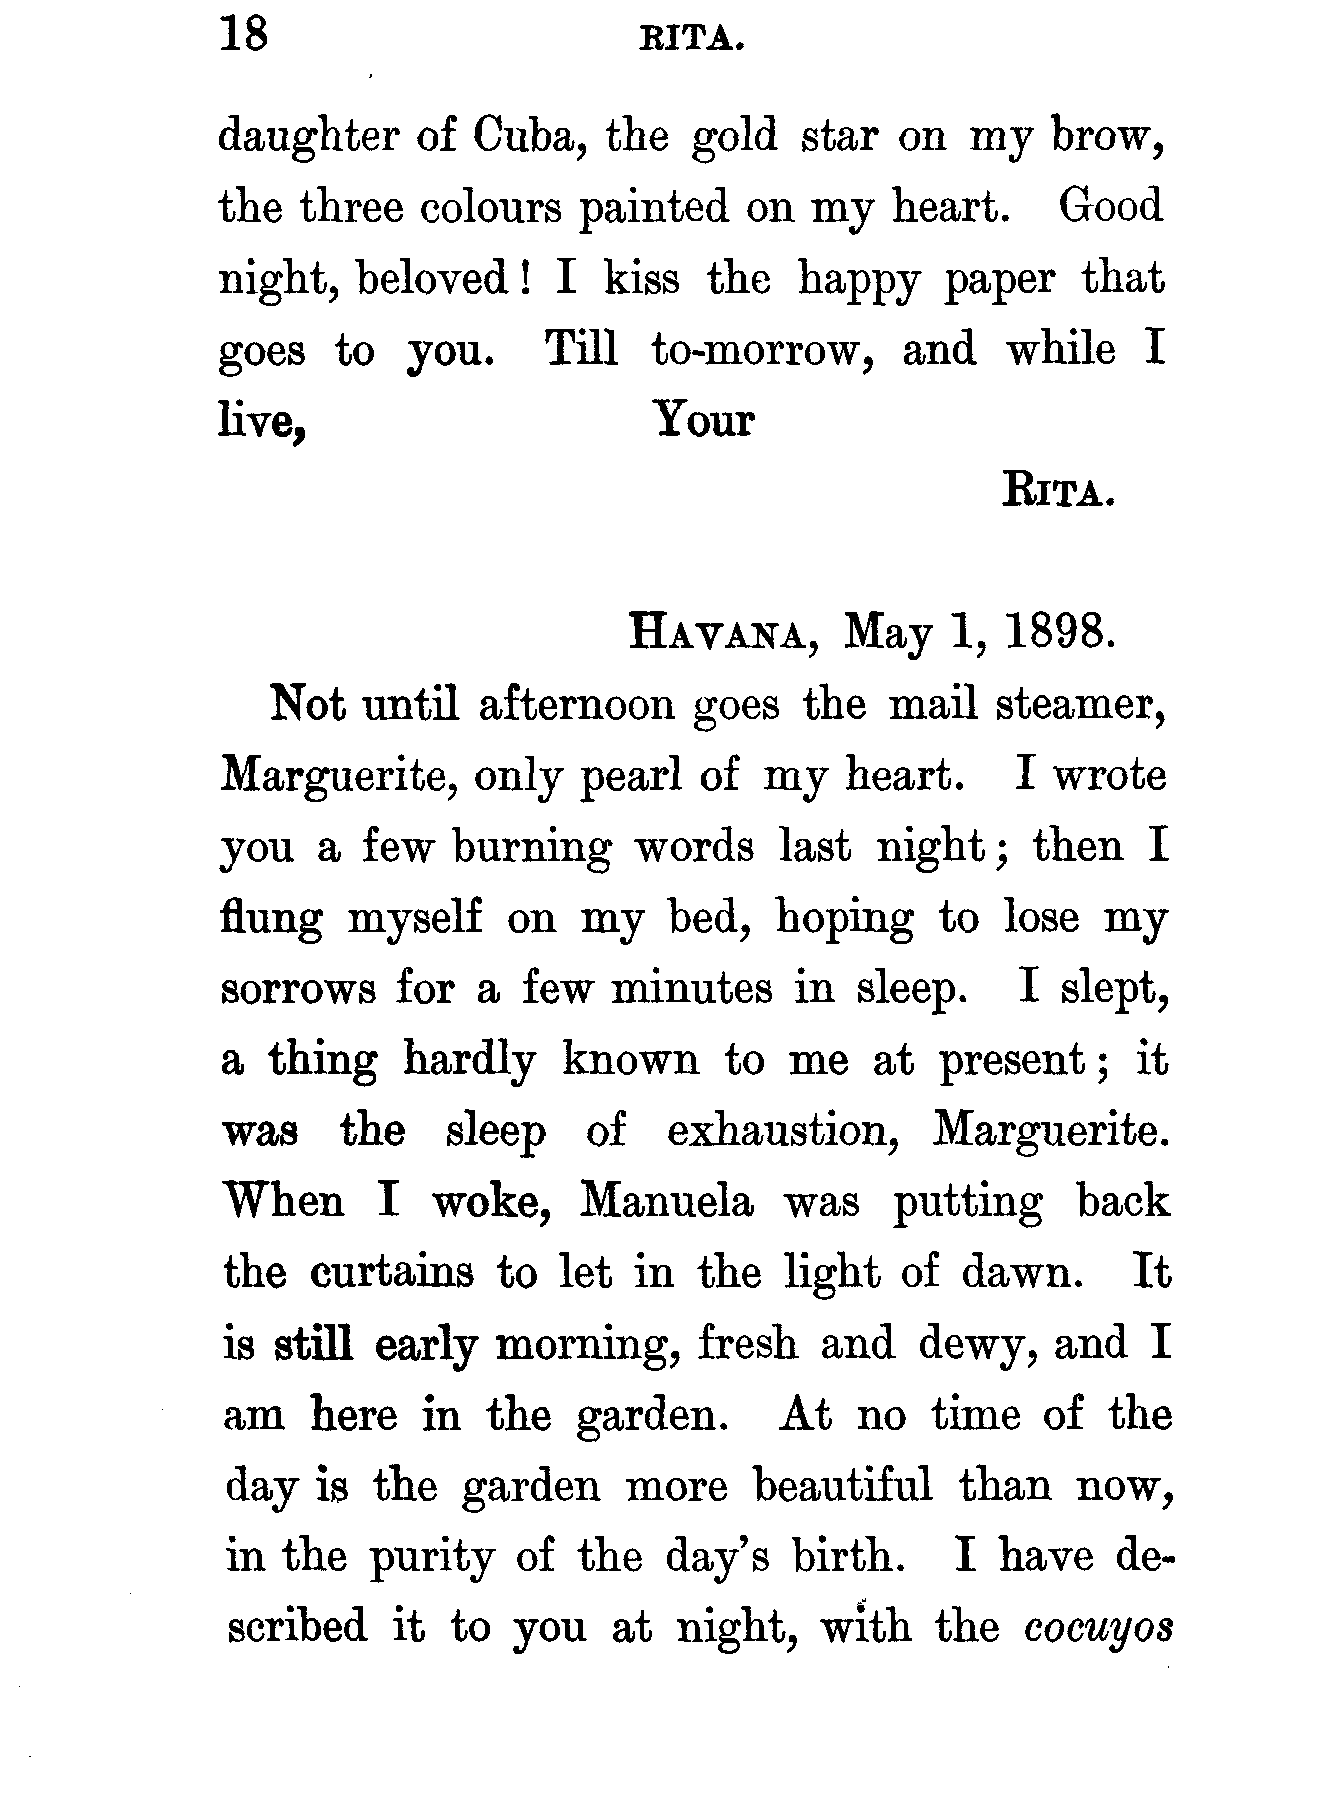 18 RITA.
daughter of Cuba, the gold star on my brow,
the three colours painted on my heart. Good
night, beloved! I kiss the happy paper that
goes to you. Till to-morrow, and while I
live, Your
RITA.
HAVANA, May 1, 1898.
Not until afternoon goes the mail steamer,
Marguerite, only pearl of my heart. I wrote
you a few burning words last night; then I
flung myself on my bed, hoping to lose my
sorrows for a few minutes in sleep. I slept,
a thing hardly known to me at present; it
was the sleep of exhaustion, Marguerite.
When I woke, Manuela was putting back
the curtains to let in the light of dawn. It
is still early morning, fresh and dewy, and I
am here in the garden. At no time of the
day is the garden more beautiful than now,
in the purity of the day's birth. I have de-
scribed it to you at night, with the cocuyos